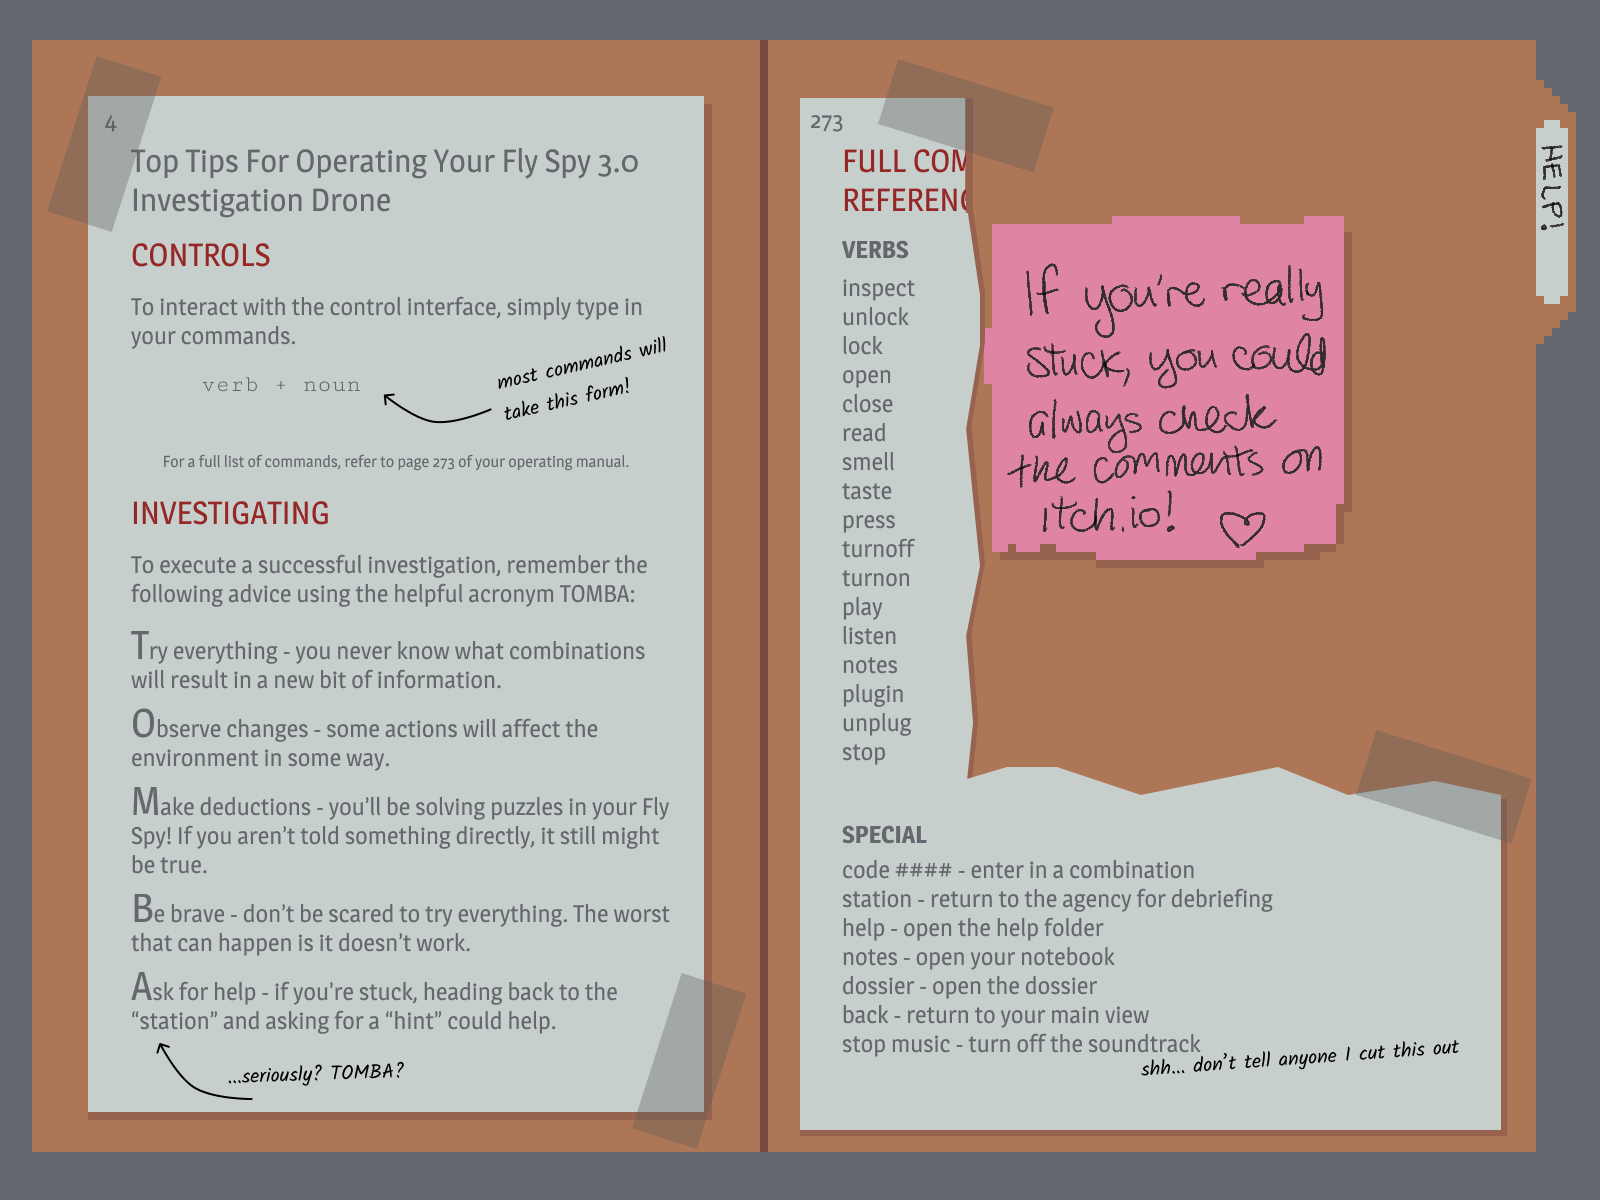 4
Top Tips For Operating Your Fly Spy 3.0
Investigation Drone
CONTROLS
To interact with the control interface, simply type in
your commands.
verb + noun
most commands will
take this form!
For a full list of commands, refer to page 273 of your operating manual.
INVESTIGATING
To execute a successful investigation, remember the
following advice using the helpful acronym TOMBA:
Try everything - you never know what combinations
will result in a new bit of information.
Observe changes - some actions will affect the
environment in some way.
Make deductions - you'll be solving puzzles in your Fly
Spy! If you aren't told something directly, it still might
be true.
Be brave - don't be scared to try everything. The worst
that can happen is it doesn't work.
Ask for help - if you're stuck, heading back to the
“station” and asking for a “hint” could help.
...seriously? TOMBA?
273
FULL COM
REFERENC
VERBS
inspect
unlock
lock
open
close
read
smell
taste
press
turnoff
turnon
play
listen
notes
plugin
unplug
stop
If you're really
stuck, you could
always check
the comments on
itch.io!
SPECIAL
code #### - enter in a combination
station - return to the agency for debriefing
help - open the help folder
notes - open your notebook
dossier - open the dossier
back - return to your main view
stop music - turn off the soundtrack
shh... don't tell anyone I cut this out
HELP!